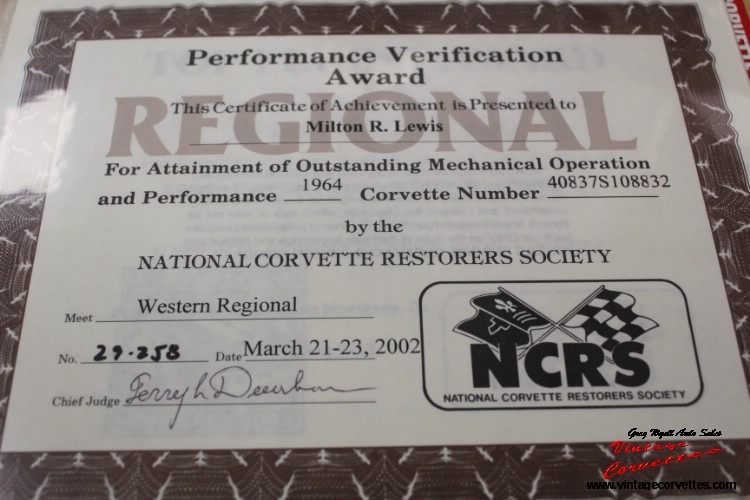 Performance Verification
Award
REGIONAL
This Certificate of Achievement is Presented to
Milton R. Lewis
For Attainment of Outstanding Mechanical Operation
and Performance 1964 Corvette Number 40837S108832
by the
NATIONAL CORVETTE RESTORERS SOCIETY
Meet Western Regional
No. 29-258 Date March 21-23, 2002
Chief Judge
NCRS
NATIONAL CORVETTE RESTORERS SOCIETY
Vintage
Corvettes
www.vintagecorvettes.com